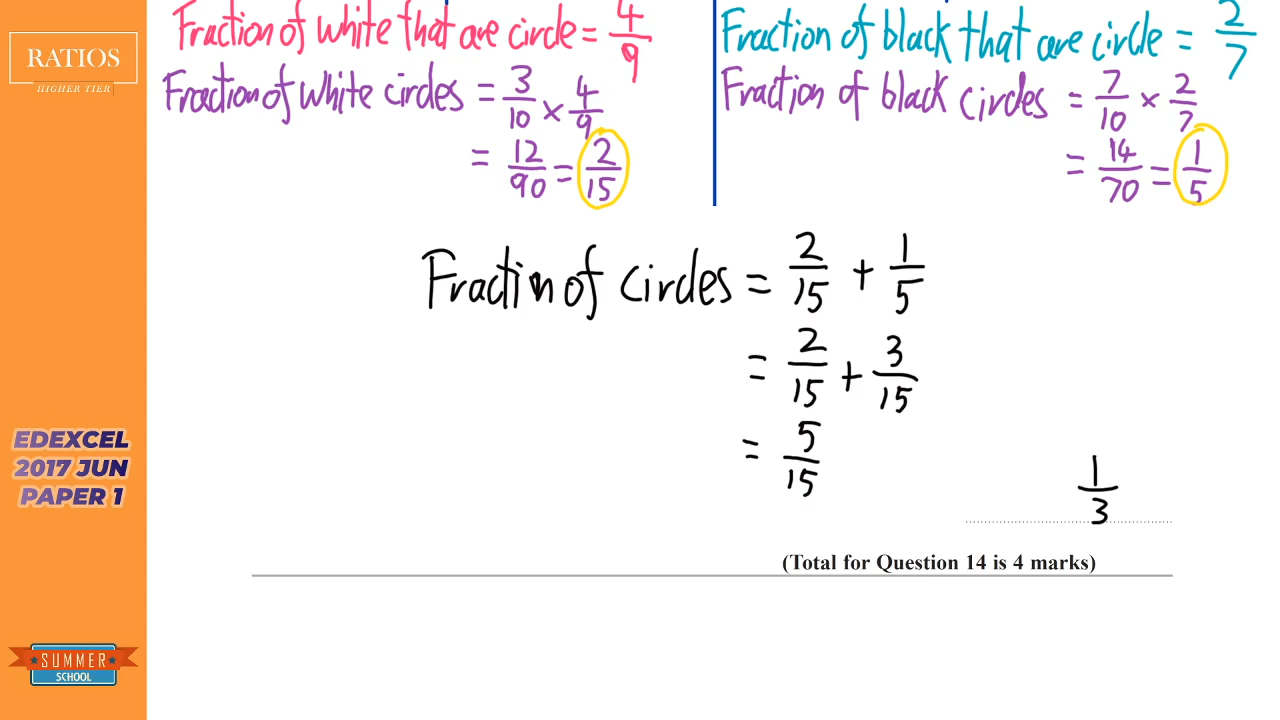 RATIOS
HIGHER TIER
Fraction of white that are circle = 4/9
Fraction of white circles = 3/10 × 4/9
= 12/90 = 2/15
Fraction of black that are circle = 2/7
Fraction of black circles = 7/10 × 2/7
= 14/70 = 1/5
Fraction of circles = 2/15 + 1/5
= 2/15 + 3/15
= 5/15
1/3
(Total for Question 14 is 4 marks)
EDEXCEL
2017 JUN
PAPER 1
SUMMER
SCHOOL